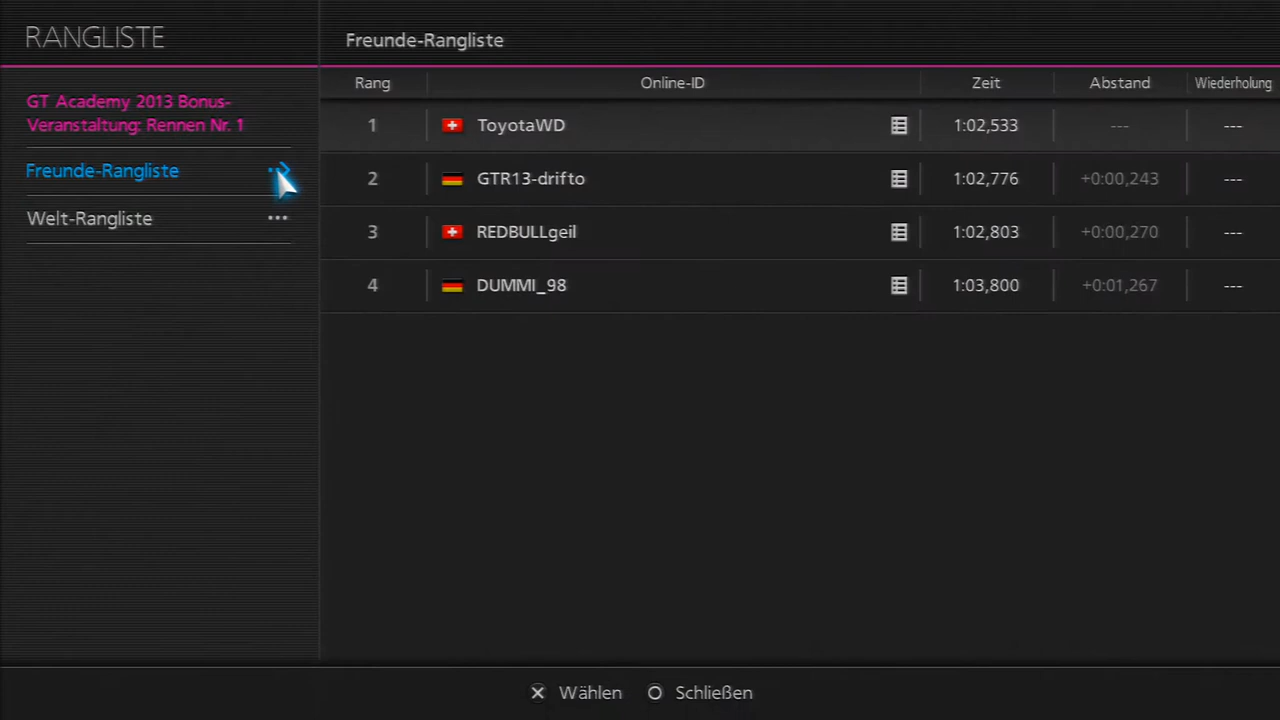 RANGLISTE
GT Academy 2013 Bonus-
Veranstaltung: Rennen Nr. 1
Freunde-Rangliste
Welt-Rangliste
Freunde-Rangliste
Rang Online-ID Zeit Abstand Wiederholung
1 ToyotaWD 1:02,533 --- ---
2 GTR13-drifto 1:02,776 +0:00,243 ---
3 REDBULLgeil 1:02,803 +0:00,270 ---
4 DUMMI_98 1:03,800 +0:01,267 ---
Wählen Schließen